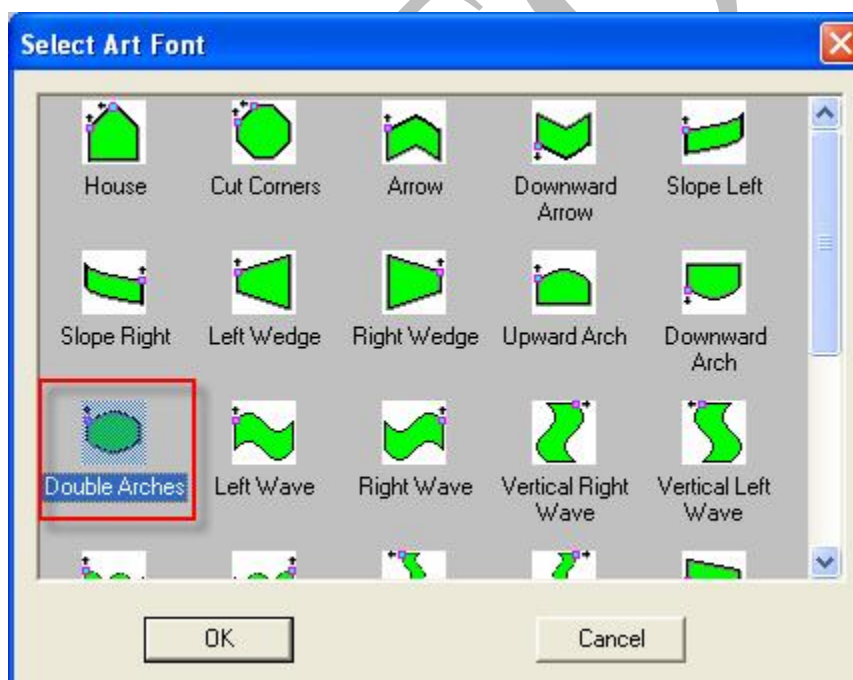 Select Art Font
House Cut Corners Arrow Downward Arrow Slope Left
Slope Right Left Wedge Right Wedge Upward Arch Downward Arch
Double Arches Left Wave Right Wave Vertical Right Wave Vertical Left Wave
OK Cancel